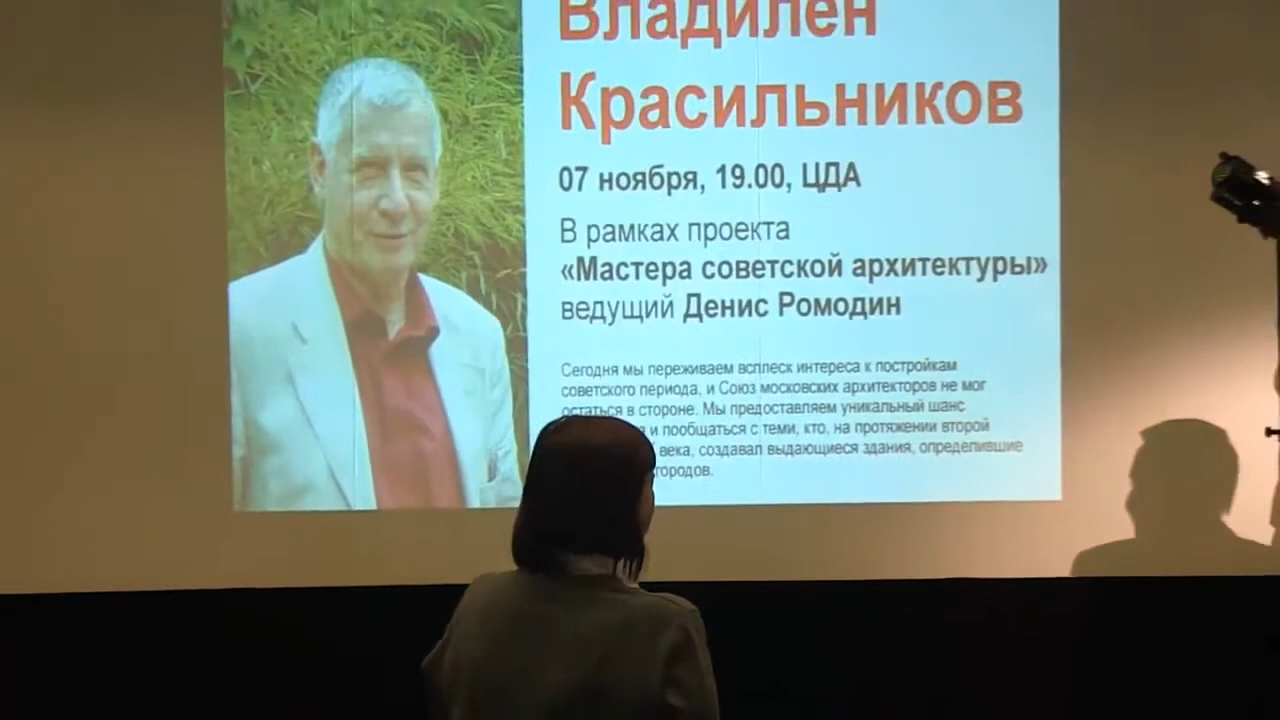 Владилен
Красильников
07 ноября, 19.00, ЦДА
В рамках проекта
«Мастера советской архитектуры»
ведущий Денис Ромодин
Сегодня мы переживаем всплеск интереса к постройкам
советского периода, и Союз московских архитекторов не мог
остаться в стороне. Мы предоставляем уникальный шанс
и пообщаться с теми, кто, на протяжении второй
века, создавал выдающиеся здания, определившие
городов.